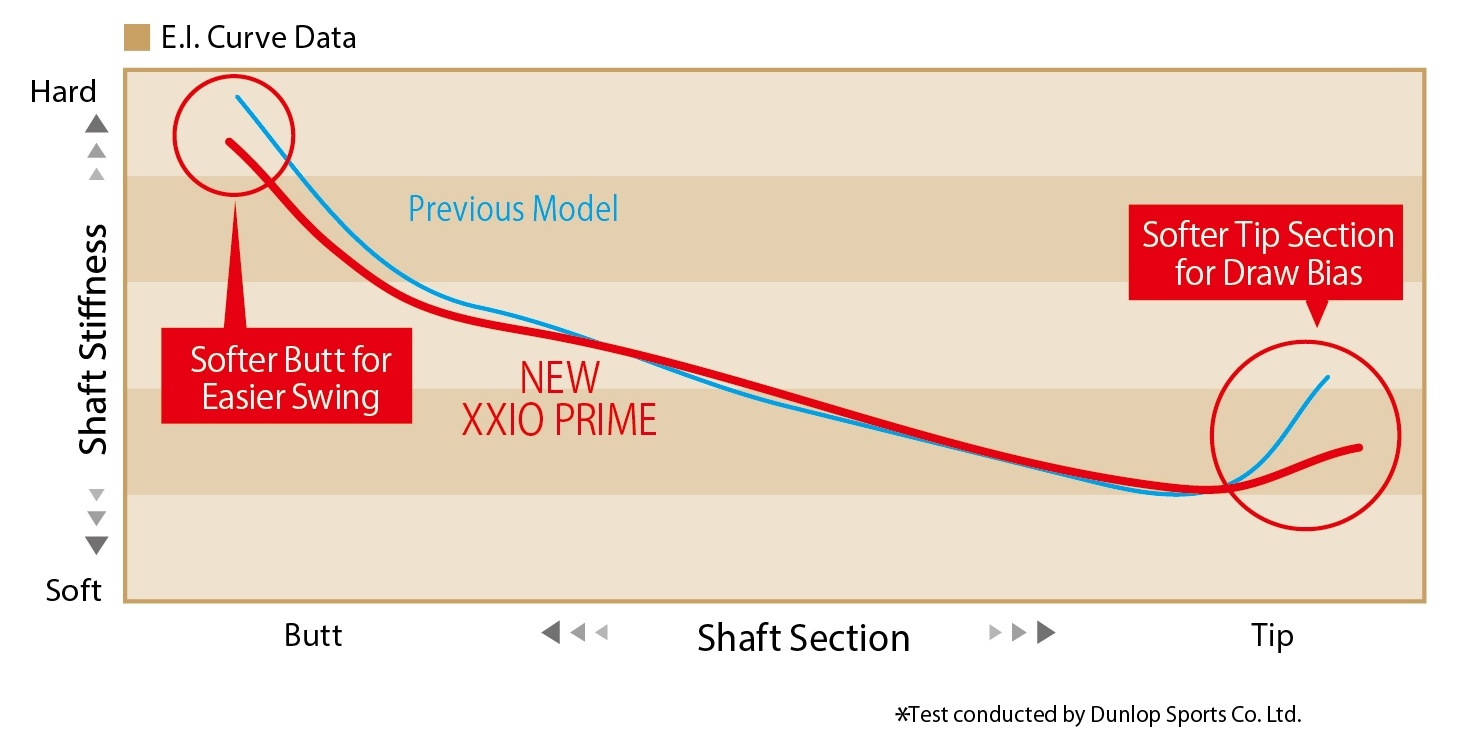 E.I. Curve Data
Hard
Previous Model
Softer Tip Section
for Draw Bias
Shaft Stiffness
Softer Butt for
Easier Swing
NEW
XXIO PRIME
Soft
Butt
Shaft Section
Tip
*Test conducted by Dunlop Sports Co. Ltd.